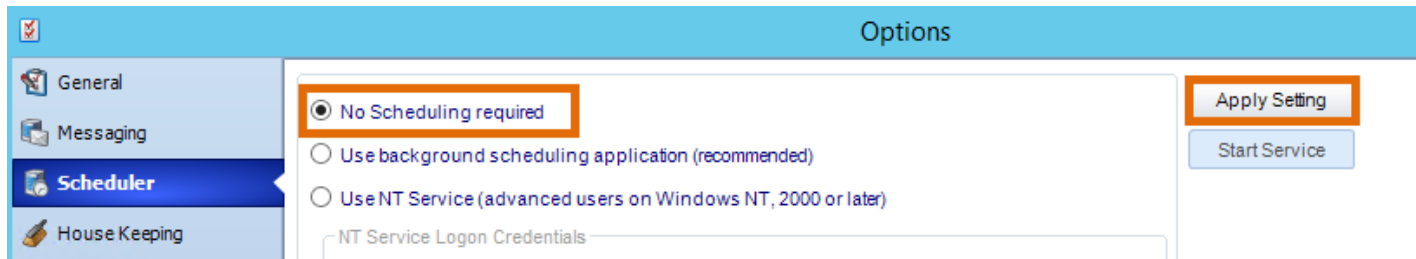 Options
General
Messaging
Scheduler
House Keeping
No Scheduling required
Use background scheduling application (recommended)
Use NT Service (advanced users on Windows NT, 2000 or later)
NT Service Logon Credentials
Apply Setting
Start Service